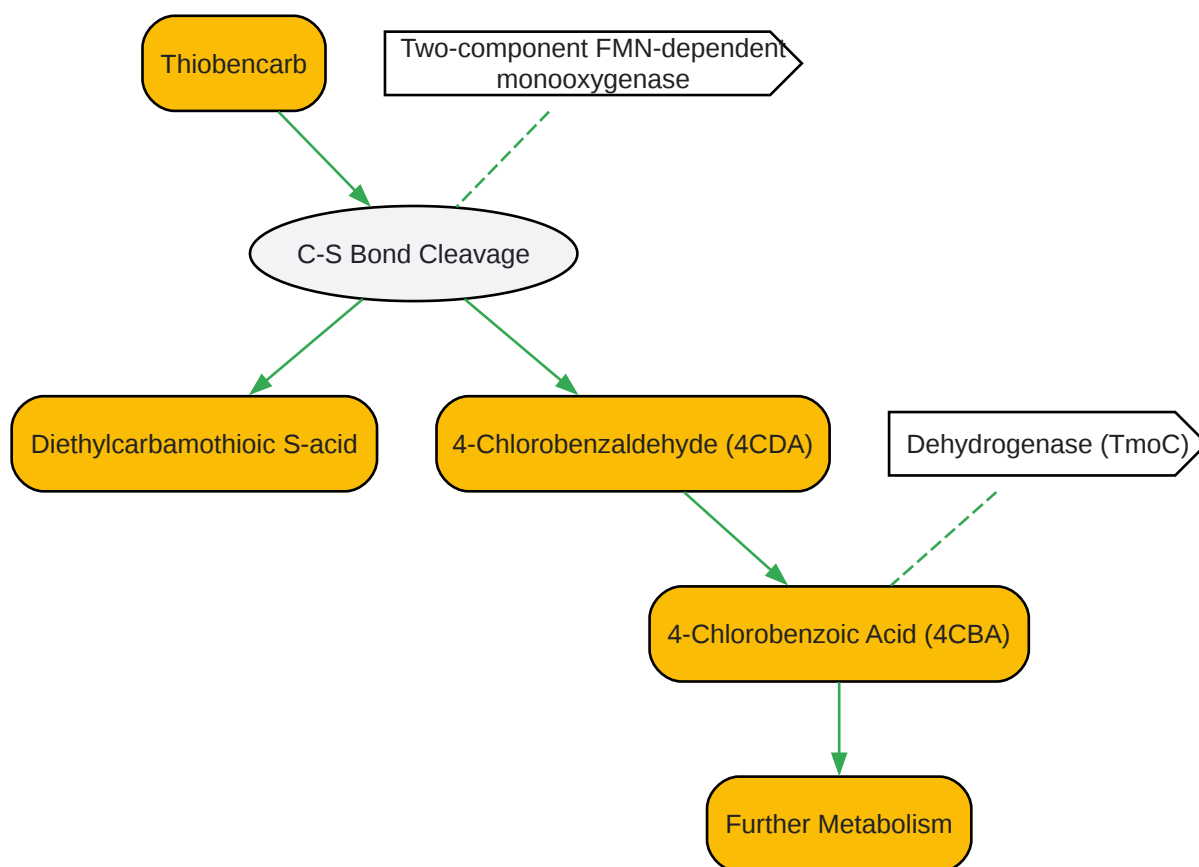 Thiobencarb
Two-component FMN-dependent
monooxygenase
C-S Bond Cleavage
Diethylcarbamothioic S-acid
4-Chlorobenzaldehyde (4CDA)
Dehydrogenase (TmoC)
4-Chlorobenzoic Acid (4CBA)
Further Metabolism